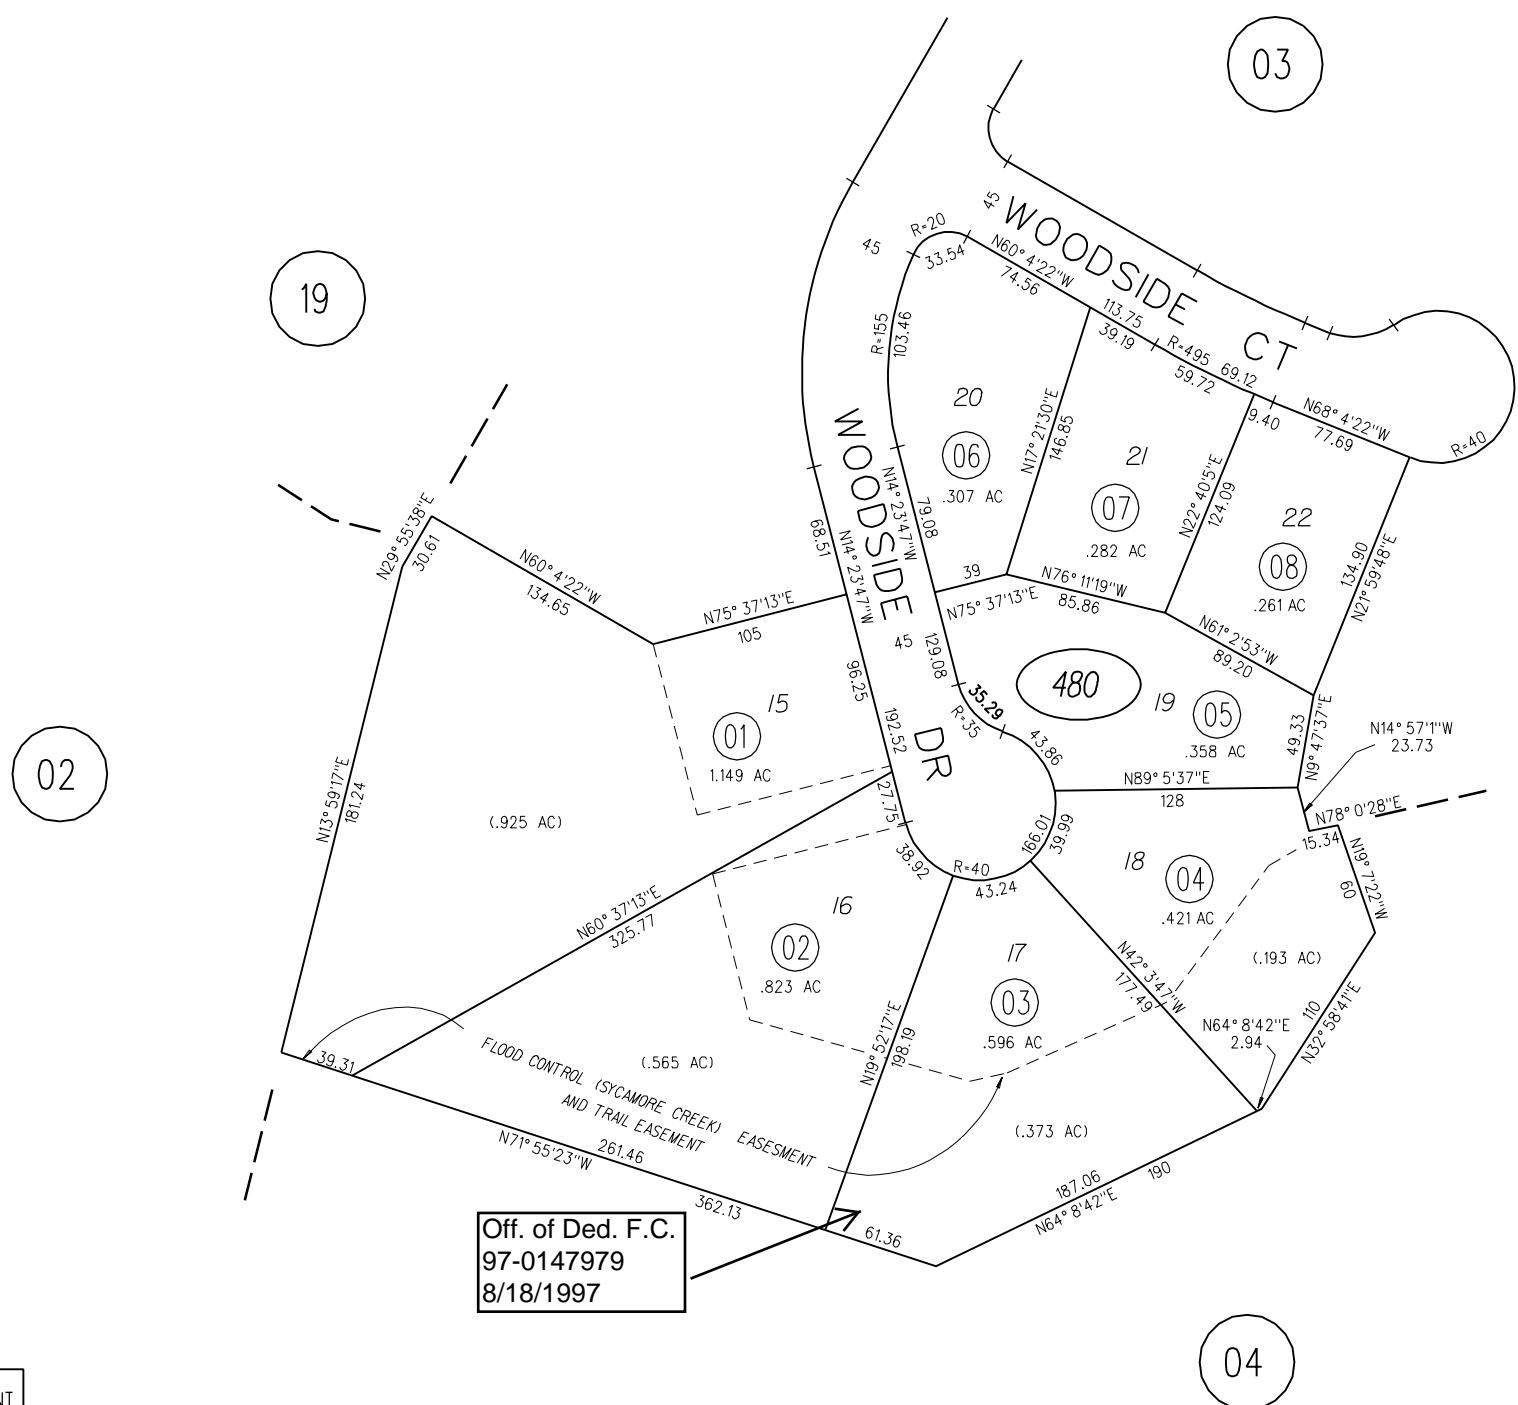 03
19
02
04
WOODSIDE CT
WOODSIDE DR
45
45
45
R=20
33.54
N60° 4'22"W
74.56
113.75
39.19
R=495
69.12
59.72
9.40
N68° 4'22"W
77.69
R=40
R=155
103.46
20
06
.307 AC
N17° 21'30"E
146.85
21
07
.282 AC
N22° 40'5"E
124.09
22
08
.261 AC
134.90
N21° 59'48"E
N14° 23'47"W
79.08
68.51
N14° 23'47"W
39
N75° 37'13"E
N76° 11'19"W
85.86
N61° 2'53"W
89.20
N29° 55'38"E
30.61
N60° 4'22"W
134.65
N75° 37'13"E
105
129.08
96.25
192.52
35.29
R=35
43.86
480
19
05
.358 AC
49.33
N9° 47'37"E
N14° 57'1"W
23.73
15
01
1.149 AC
N89° 5'37"E
128
N78° 0'28"E
15.34
N13° 59'17"E
181.24
(.925 AC)
27.75
38.92
R=40
43.24
166.01
39.99
18
04
.421 AC
N19° 7'22"W
60
N60° 37'13"E
325.77
16
02
.823 AC
17
03
.596 AC
N42° 3'47"W
177.49
(.193 AC)
110
N32° 58'41"E
N64° 8'42"E
2.94
N19° 52'17"E
198.19
39.31
FLOOD CONTROL (SYCAMORE CREEK) EASESMENT
AND TRAIL EASEMENT
(.565 AC)
(.373 AC)
N71° 55'23"W
261.46
362.13
61.36
187.06
190
N64° 8'42"E
Off. of Ded. F.C.
97-0147979
8/18/1997
NT